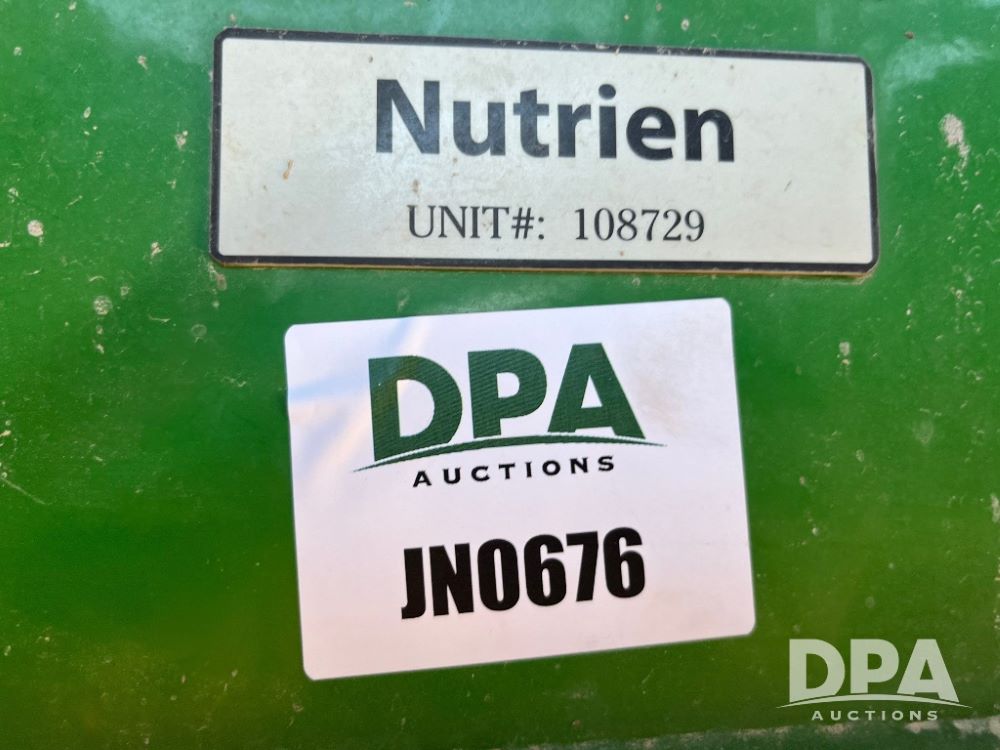 Nutrien
UNIT#: 108729
DPA
AUCTIONS
JN0676
DPA
AUCTIONS